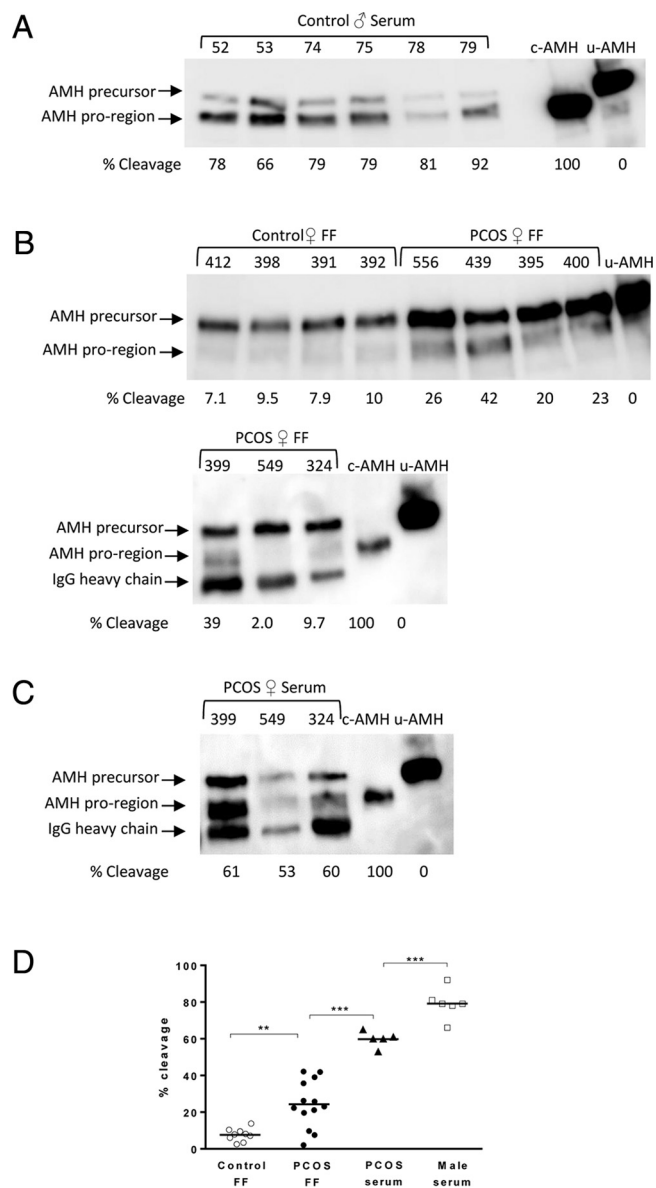 A
Control ♂ Serum
52 53 74 75 78 79 c-AMH u-AMH
AMH precursor
AMH pro-region
% Cleavage 78 66 79 79 81 92 100 0
B
Control ♀ FF PCOS ♀ FF
412 398 391 392 556 439 395 400 u-AMH
AMH precursor
AMH pro-region
% Cleavage 7.1 9.5 7.9 10 26 42 20 23 0
PCOS ♀ FF
399 549 324 c-AMH u-AMH
AMH precursor
AMH pro-region
IgG heavy chain
% Cleavage 39 2.0 9.7 100 0
C
PCOS ♀ Serum
399 549 324 c-AMH u-AMH
AMH precursor
AMH pro-region
IgG heavy chain
% Cleavage 61 53 60 100 0
D
% cleavage
100
80
60
40
20
0
***
***
**
Control FF
PCOS FF
PCOS serum
Male serum